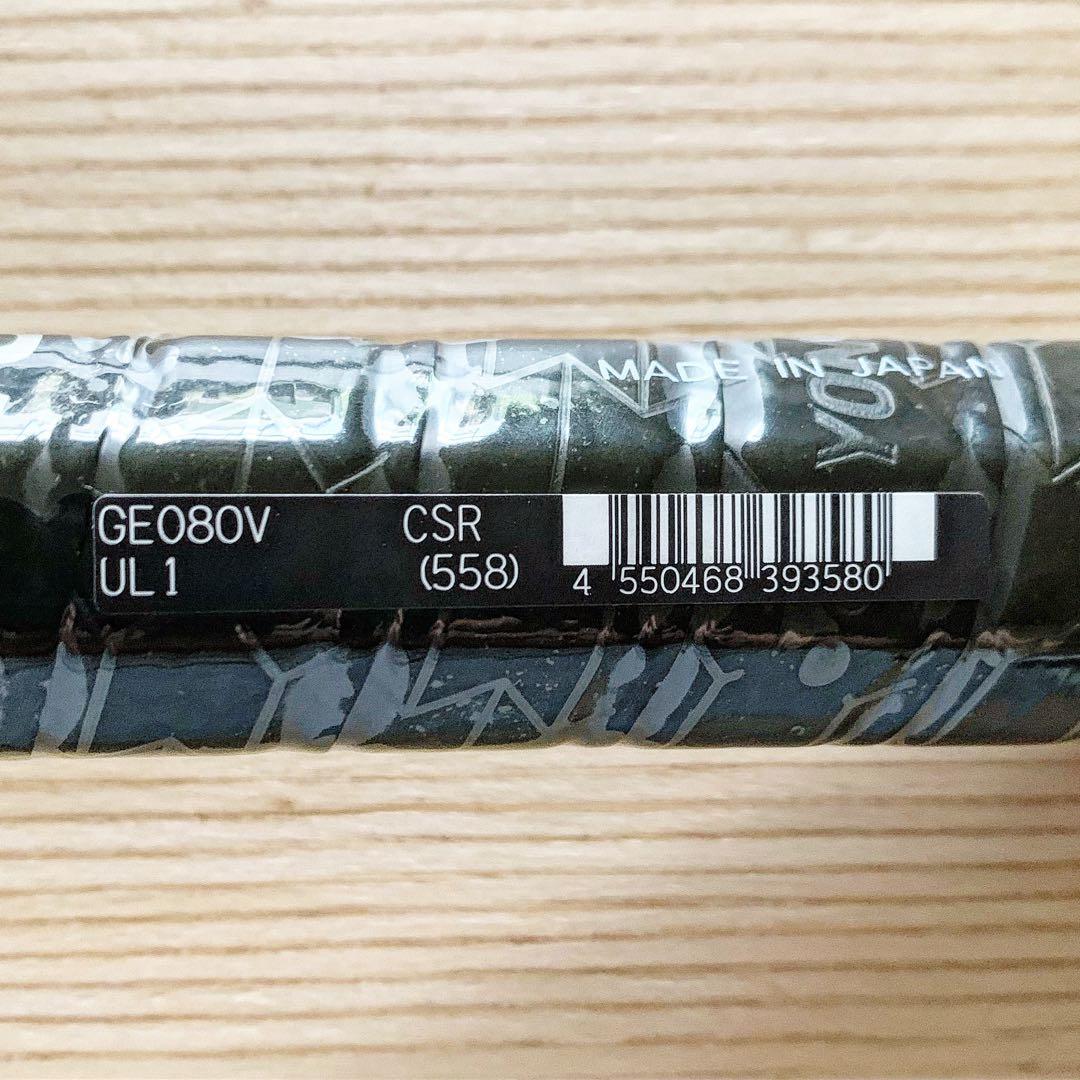 MADE IN JAPAN
GE080V CSR
UL1 (558)
4 550468 393580